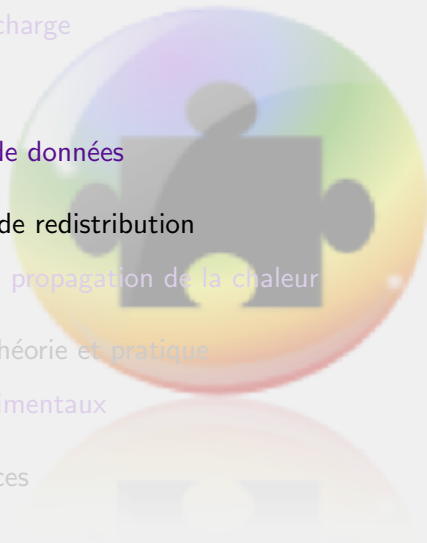 charge
de données
de redistribution
propagation de la chaleur
héorie et pratique
imentaux
ces